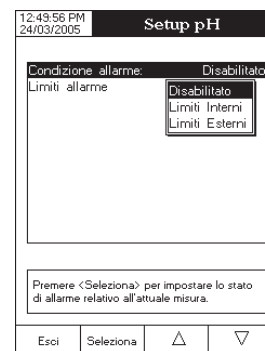 12:49:56 PM
24/03/2005
Setup pH
Condizione allarme: Disabilitato
Limiti allarme
Disabilitato
Limiti Interni
Limiti Esterni
Premere <Seleziona> per impostare lo stato
di allarme relativo all'attuale misura.
Esci Seleziona